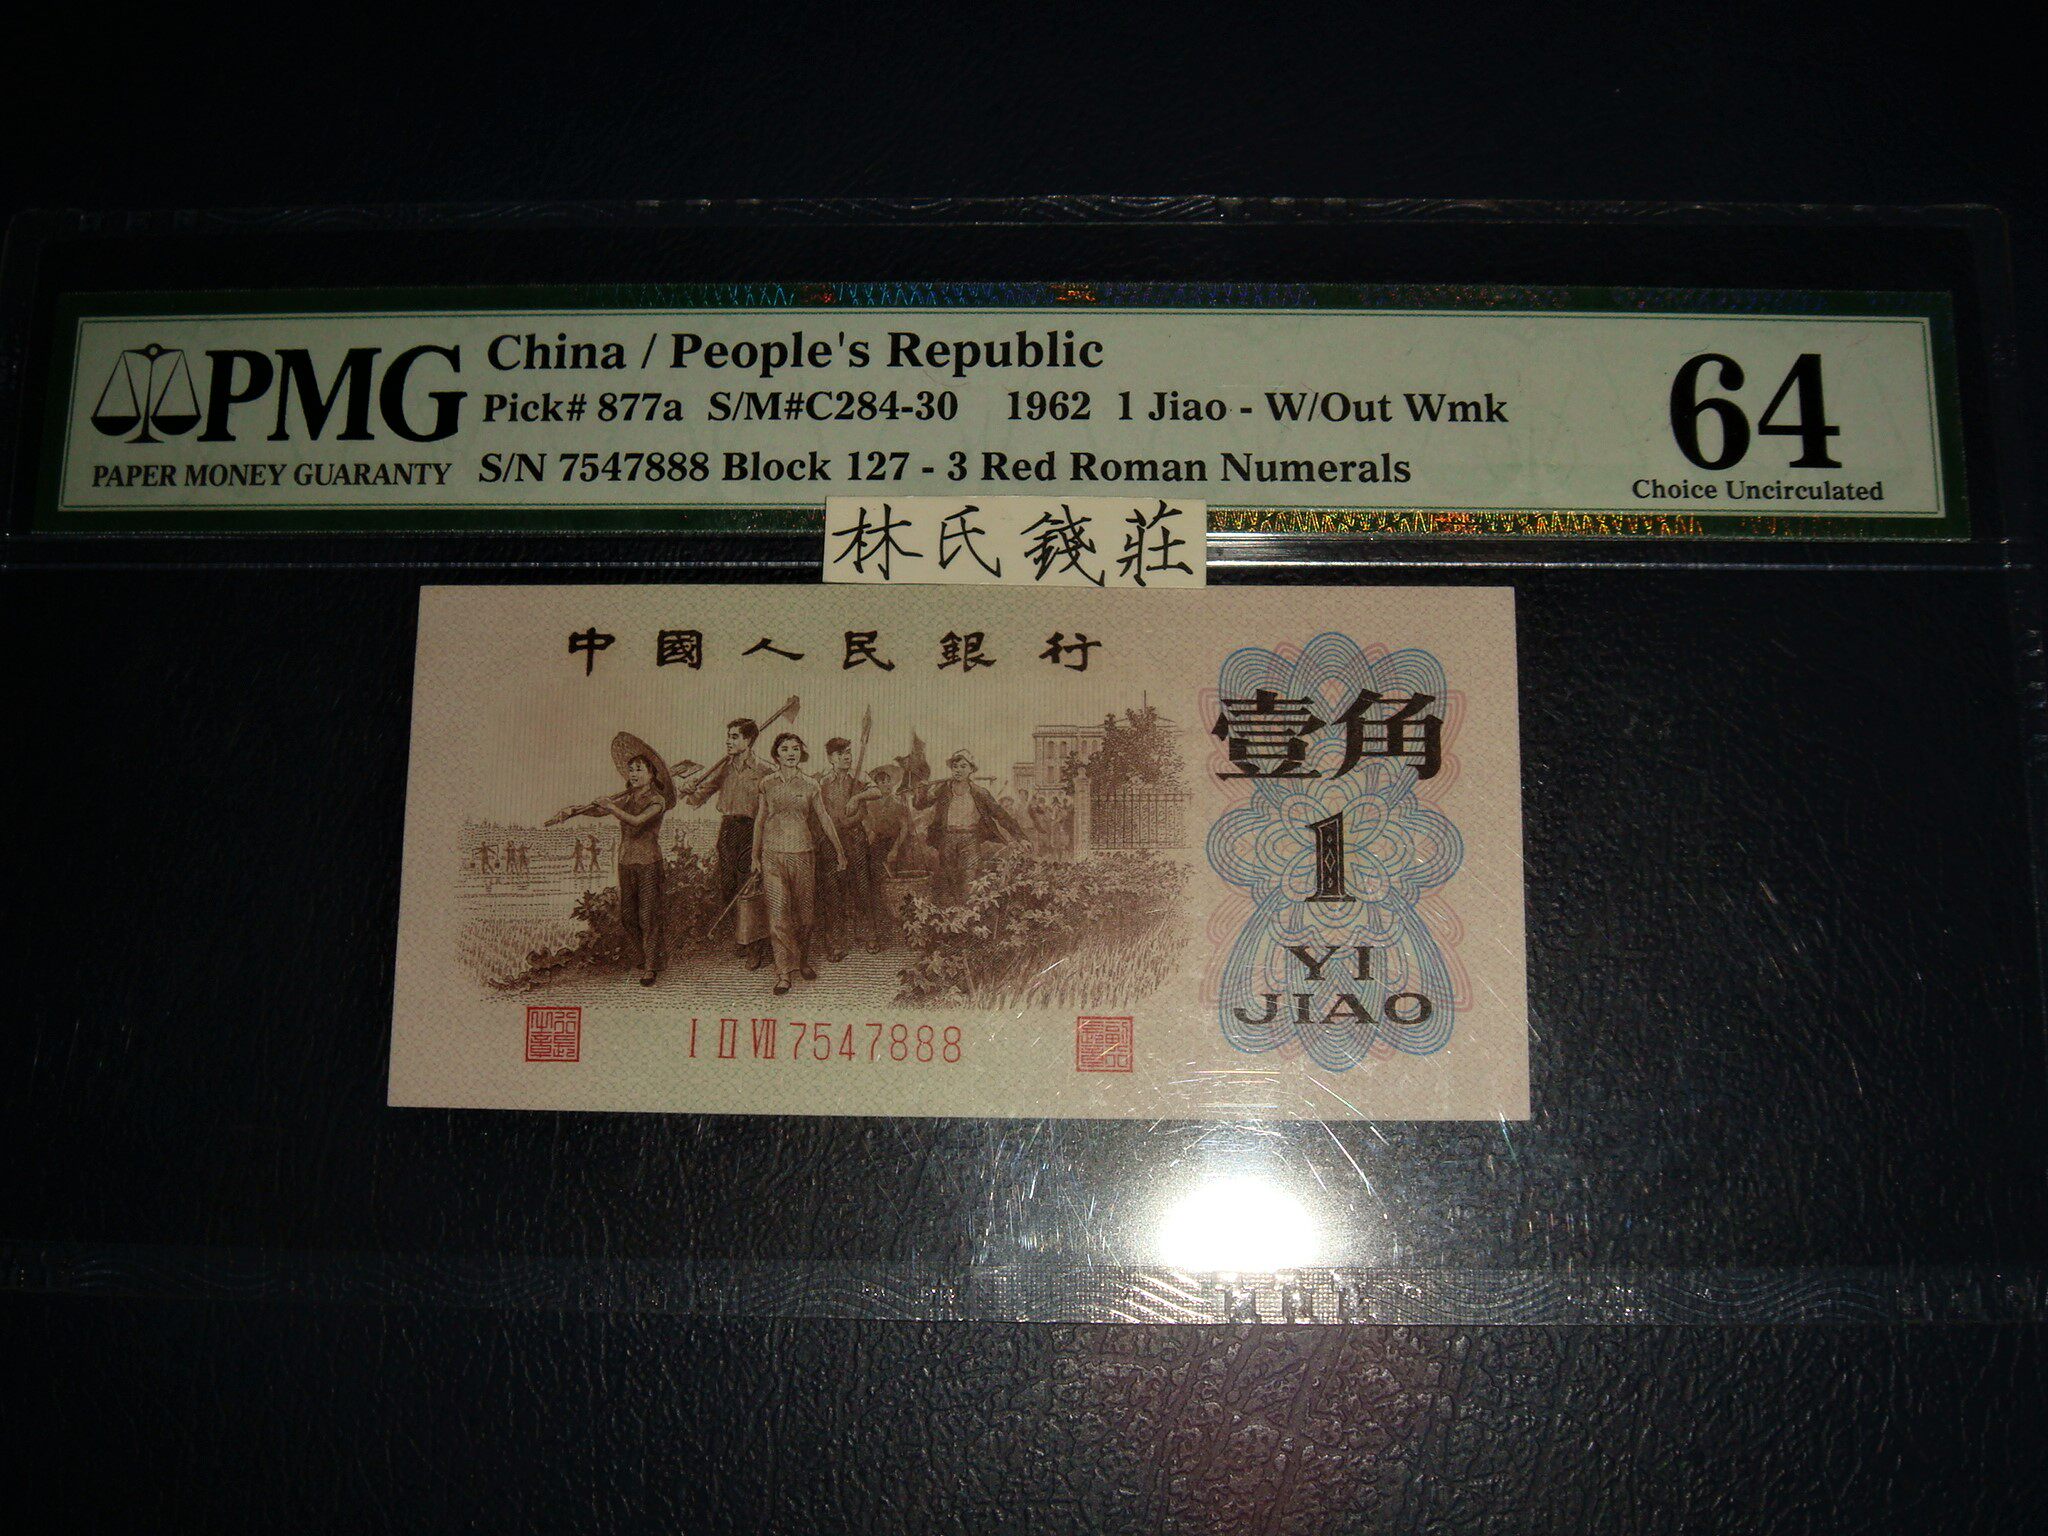 PMG
PAPER MONEY GUARANTY
China / People's Republic
Pick# 877a S/M#C284-30 1962 1 Jiao - W/Out Wmk
S/N 7547888 Block 127 - 3 Red Roman Numerals
64
Choice Uncirculated
林氏錢莊
中國人民銀行
壹角
1
YI
JIAO
I II VII 7547888